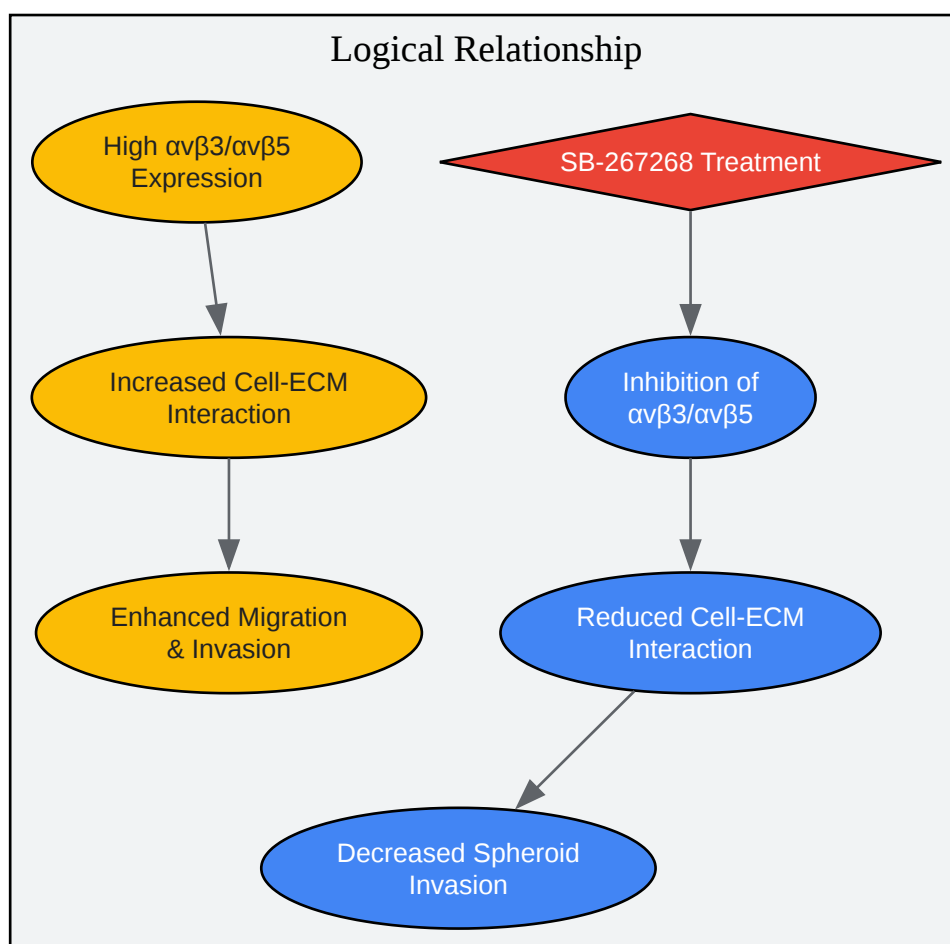 Logical Relationship
High αvβ3/αvβ5
Expression
SB-267268 Treatment
Increased Cell-ECM
Interaction
Inhibition of
αvβ3/αvβ5
Enhanced Migration
& Invasion
Reduced Cell-ECM
Interaction
Decreased Spheroid
Invasion